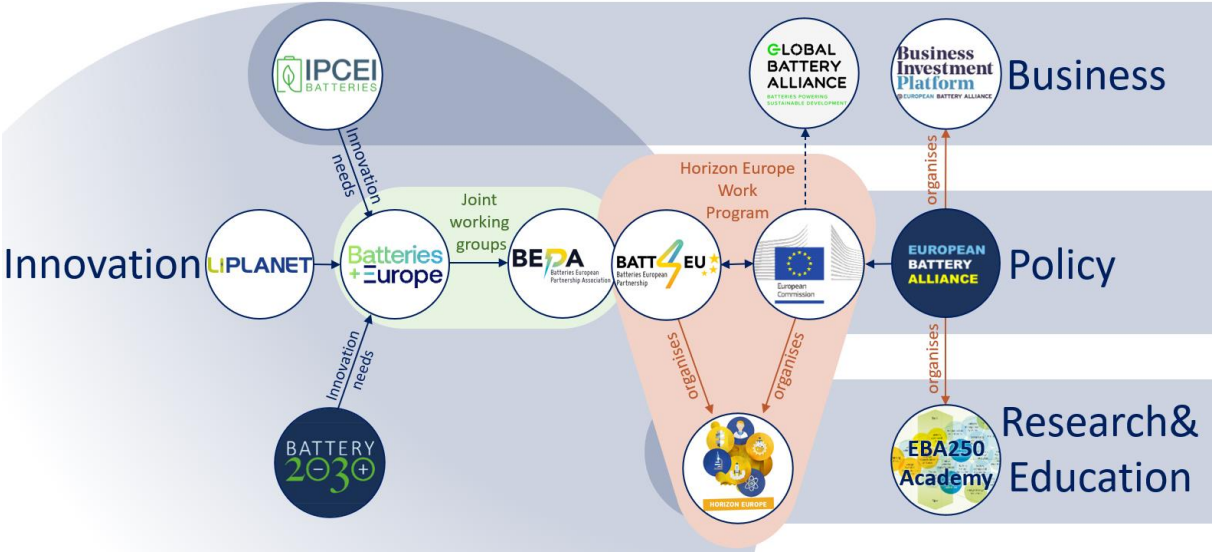 IPCEI
BATTERIES
GLOBAL
BATTERY
ALLIANCE
BATTERIES POWERING
SUSTAINABLE DEVELOPMENT
Business
Investment
Platform
EUROPEAN BATTERY ALLIANCE
Business
Innovation
needs
Horizon Europe
Work
Program
organises
Joint
working
groups
Innovation
LiPLANET
Batteries
+Europe
BEPA
Batteries European
Partnership Association
BATT4EU
Batteries European
Partnership
European
Commission
EUROPEAN
BATTERY
ALLIANCE
Policy
Innovation
needs
organises
organises
organises
BATTERY
2030+
HORIZON EUROPE
EBA250
Academy
Research&
Education